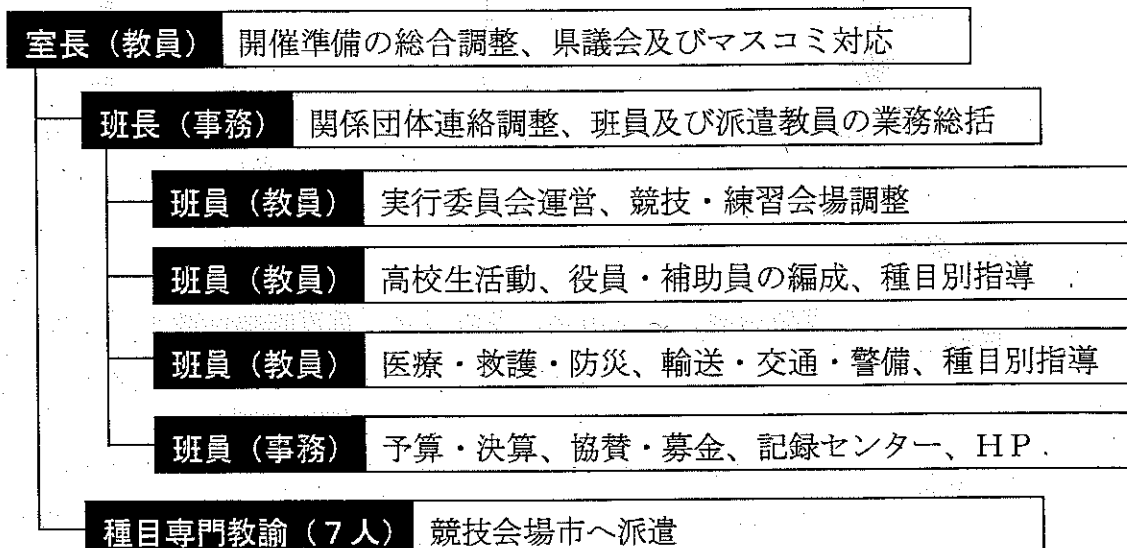 室長（教員） 開催準備の総合調整、県議会及びマスコミ対応
班長（事務） 関係団体連絡調整、班員及び派遣教員の業務総括
班員（教員） 実行委員会運営、競技・練習会場調整
班員（教員） 高校生活動、役員・補助員の編成、種目別指導
班員（教員） 医療・救護・防災、輸送・交通・警備、種目別指導
班員（事務） 予算・決算、協賛・募金、記録センター、ＨＰ
種目専門教諭（７人） 競技会場市へ派遣